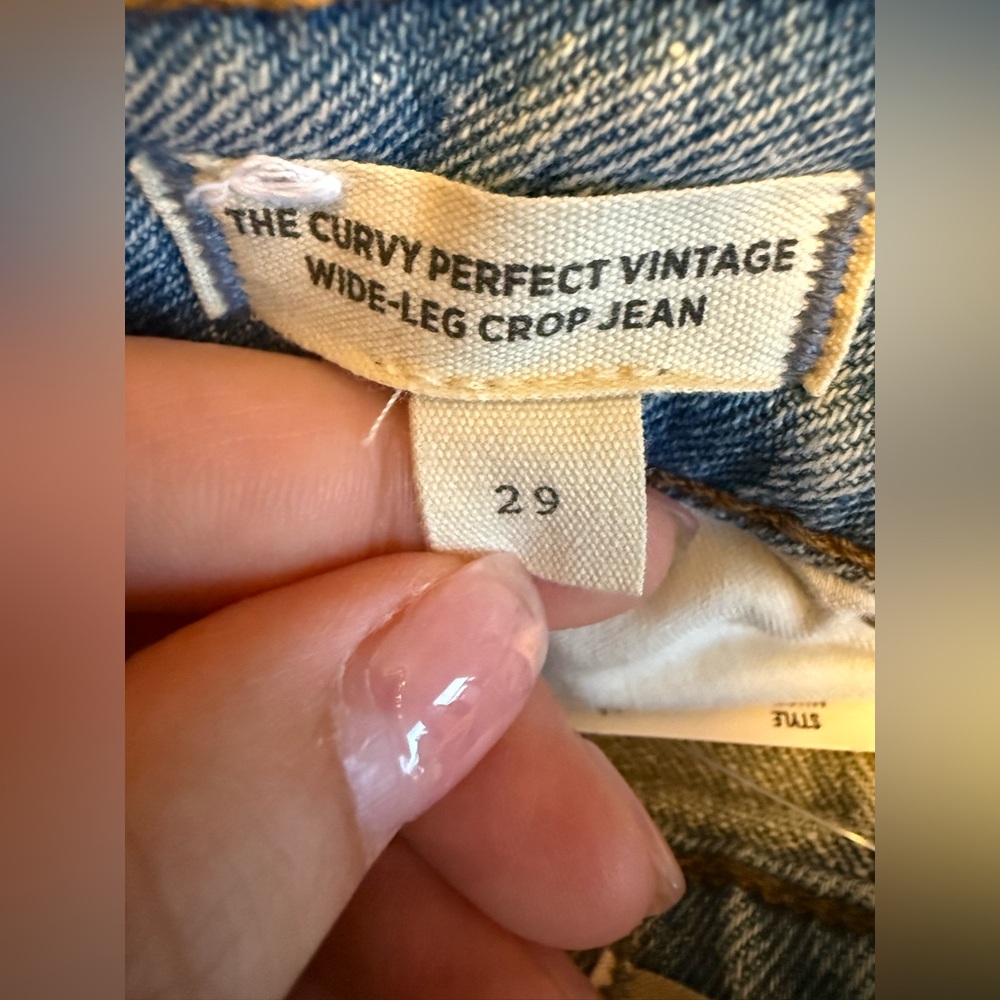 THE CURVY PERFECT VINTAGE
WIDE-LEG CROP JEAN
29
STYLE